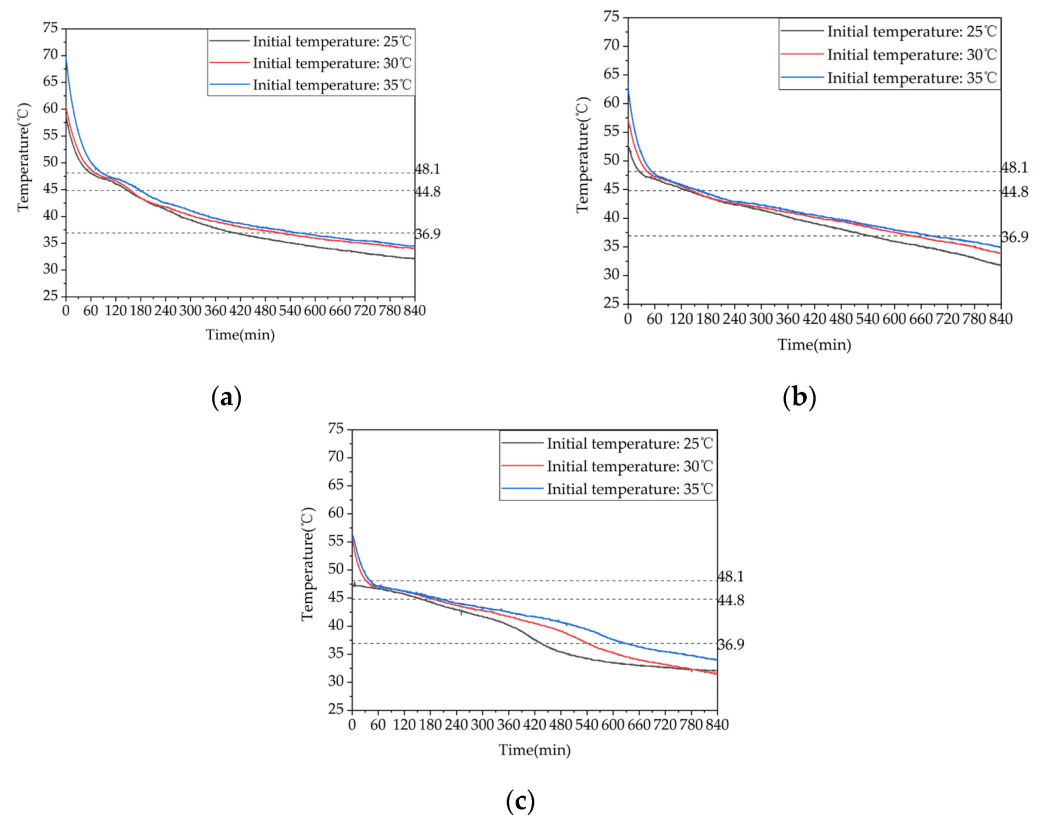 75
70
65
60
55
50
45
40
35
30
25
Temperature(℃)
Initial temperature: 25℃
Initial temperature: 30℃
Initial temperature: 35℃
48.1
44.8
36.9
0 60 120 180 240 300 360 420 480 540 600 660 720 780 840
Time(min)
(a)
75
70
65
60
55
50
45
40
35
30
25
Temperature(℃)
Initial temperature: 25℃
Initial temperature: 30℃
Initial temperature: 35℃
48.1
44.8
36.9
0 60 120 180 240 300 360 420 480 540 600 660 720 780 840
Time(min)
(b)
75
70
65
60
55
50
45
40
35
30
25
Temperature(℃)
Initial temperature: 25℃
Initial temperature: 30℃
Initial temperature: 35℃
48.1
44.8
36.9
0 60 120 180 240 300 360 420 480 540 600 660 720 780 840
Time(min)
(c)